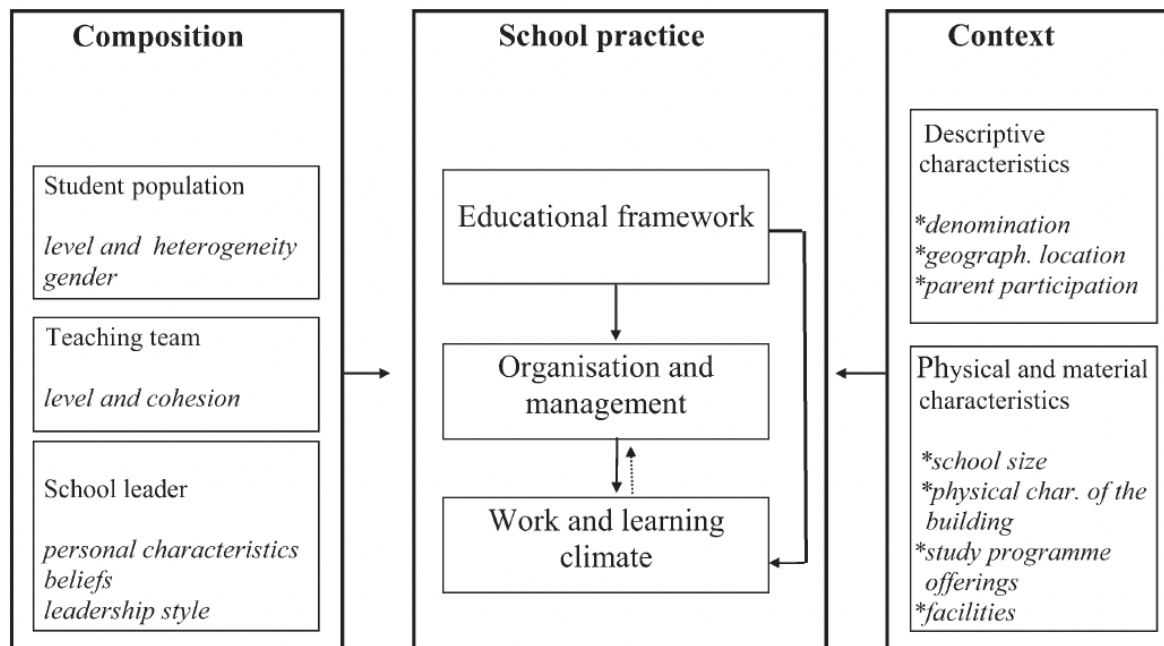 Composition
Student population
level and heterogeneity
gender
Teaching team
level and cohesion
School leader
personal characteristics
beliefs
leadership style
School practice
Educational framework
Organisation and
management
Work and learning
climate
Context
Descriptive
characteristics
*denomination
*geograph. location
*parent participation
Physical and material
characteristics
*school size
*physical char. of the
building
*study programme
offerings
*facilities